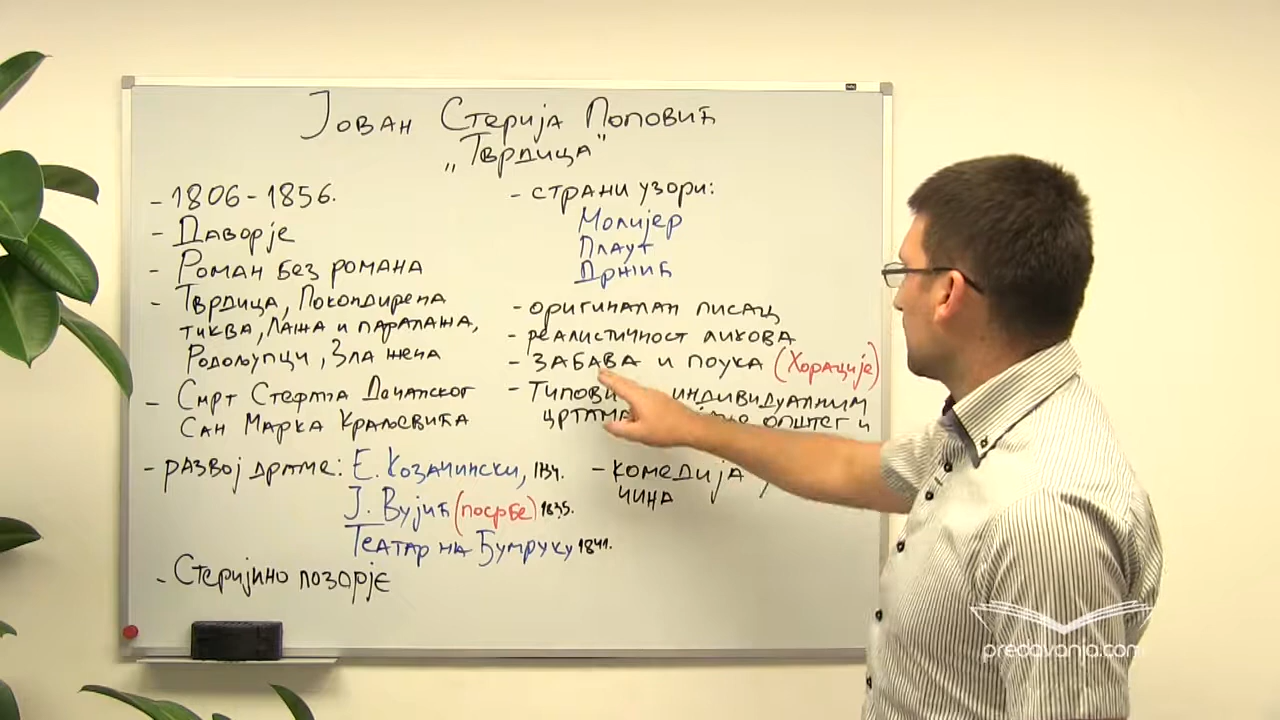 Јован Стерија Поповић
„Тврдица"
- 1806 - 1856.
- Даворје
- Роман без романа
- Тврдица, Покондирена
тиква, Лажа и паралажа,
Родољупци, Зла жена
- Смрт Стефана Дечанског
Сан Марка Краљевића
- развој драме: Е. Козачински, 1734.
Ј. Вујић (посрбе) 1835.
Театар на Ђумруку 1841.
- Стеријино позорје
- страни узори:
Молијер
Плаут
Држић
- оригиналан писац
- реалистичност ликова
- забава и поука (Хорације)
- Типови индивидуалним
цртама општег и
- комедија у
чина
predavanja.com